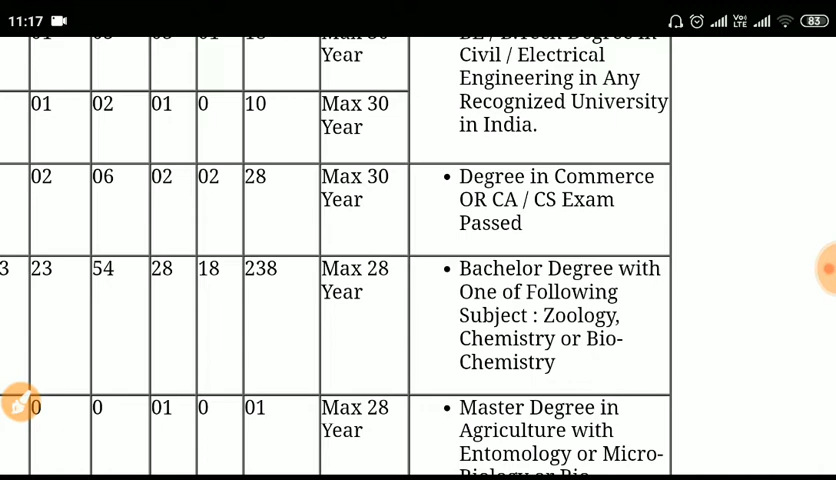 11:17 Vo) LTE 83
Year
Civil / Electrical
Engineering in Any
Recognized University
in India.
01 02 01 0 10 Max 30
Year
02 06 02 02 28 Max 30
Year
• Degree in Commerce
OR CA / CS Exam
Passed
3 23 54 28 18 238 Max 28
Year
• Bachelor Degree with
One of Following
Subject : Zoology,
Chemistry or Bio-
Chemistry
0 0 01 0 01 Max 28
Year
• Master Degree in
Agriculture with
Entomology or Micro-